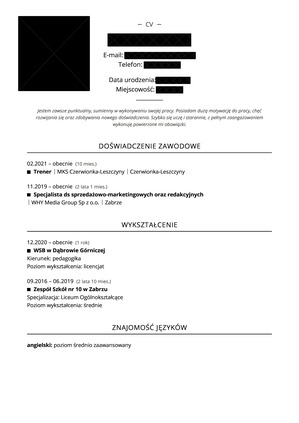 — CV —
E-mail:
Telefon:
Data urodzenia:
Miejscowość:
Jestem zawsze punktualny, sumienny w wykonywaniu swojej pracy. Posiadam dużą motywację do pracy, chęć
rozwijania się oraz zdobywania nowego doświadczenia. Szybko się uczę i starannie, z pełnym zaangażowaniem
wykonuję powierzone mi obowiązki.
DOŚWIADCZENIE ZAWODOWE
02.2021 – obecnie (10 mies.)
■ Trener | MKS Czerwionka-Leszczyny | Czerwionka-Leszczyny
11.2019 – obecnie (2 lata 1 mies.)
■ Specjalista ds sprzedażowo-marketingowych oraz redakcyjnych
| WHY Media Group Sp z o.o. | Zabrze
WYKSZTAŁCENIE
12.2020 – obecnie (1 rok)
■ WSB w Dąbrowie Górniczej
Kierunek: pedagogika
Poziom wykształcenia: licencjat
09.2016 – 06.2019 (2 lata 10 mies.)
■ Zespół Szkół nr 10 w Zabrzu
Specjalizacja: Liceum Ogólnokształcące
Poziom wykształcenia: średnie
ZNAJOMOŚĆ JĘZYKÓW
angielski: poziom średnio zaawansowany